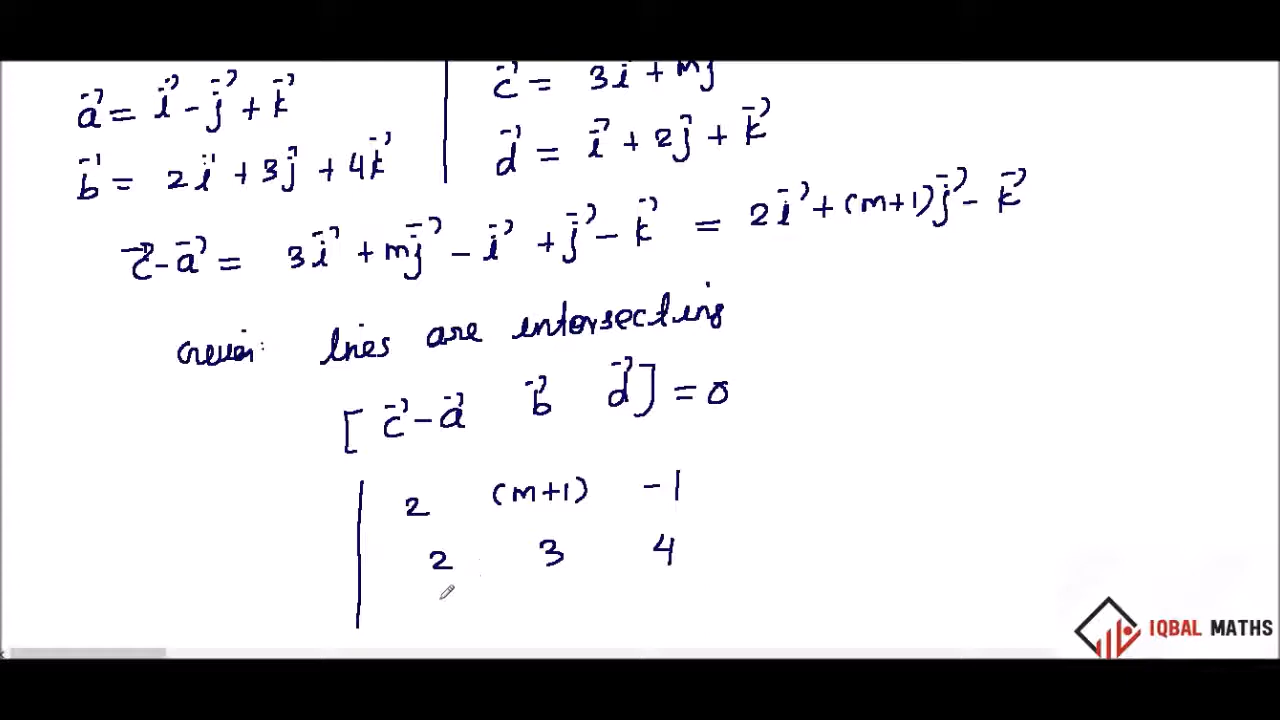 a⃗ = i⃗ - j⃗ + k⃗
b⃗ = 2i⃗ + 3j⃗ + 4k⃗
c⃗ = 3i⃗ + mj⃗
d⃗ = i⃗ + 2j⃗ + k⃗
c⃗ - a⃗ = 3i⃗ + mj⃗ - i⃗ + j⃗ - k⃗ = 2i⃗ + (m+1)j⃗ - k⃗
Given: lines are intersecting
[ c⃗ - a⃗ b⃗ d⃗ ] = 0
| 2 (m+1) -1
2 3 4
IQBAL MATHS